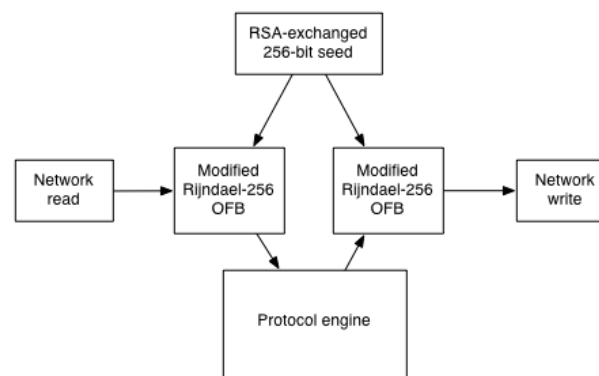 RSA-exchanged
256-bit seed
Network
read
Modified
Rijndael-256
OFB
Modified
Rijndael-256
OFB
Network
write
Protocol engine